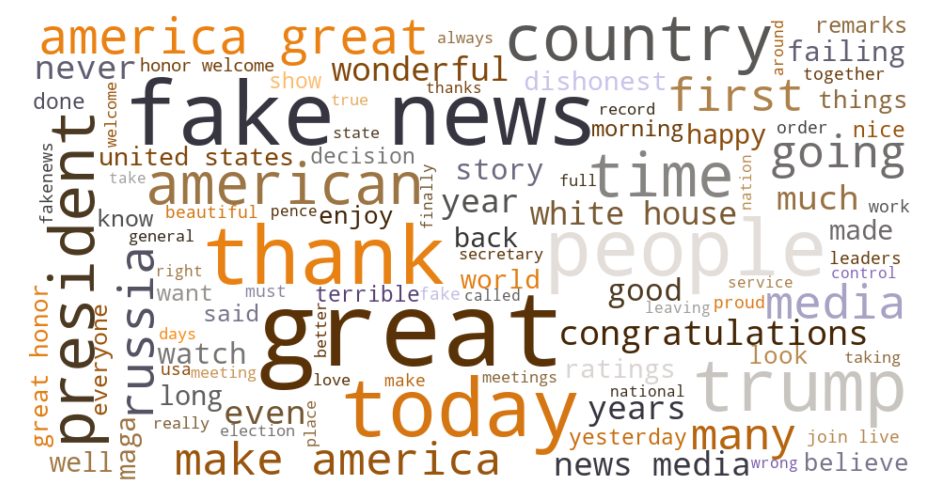 america great
always
country
around
remarks
failing
never
honor welcome
show
wonderful
thanks
dishonest
together
first
things
done
welcome
fake news
true
state
record
morning
happy
order
nice
president
fakenews
united states
decision
story
full
time
going
take
american
finally
year
nation
much
work
know
beautiful
pence
enjoy
white house
made
general
thank
back
secretary
people
leaders
control
russia
right
world
service
want
must
terrible
fake
called
good
leaving
proud
media
great honor
everyone
said
days
better
great
congratulations
watch
usa
meeting
love
make
meetings
ratings
look
taking
long
today
national
trump
maga
really
even
election
place
years
yesterday
many
join live
well
make america
news media
wrong
believe